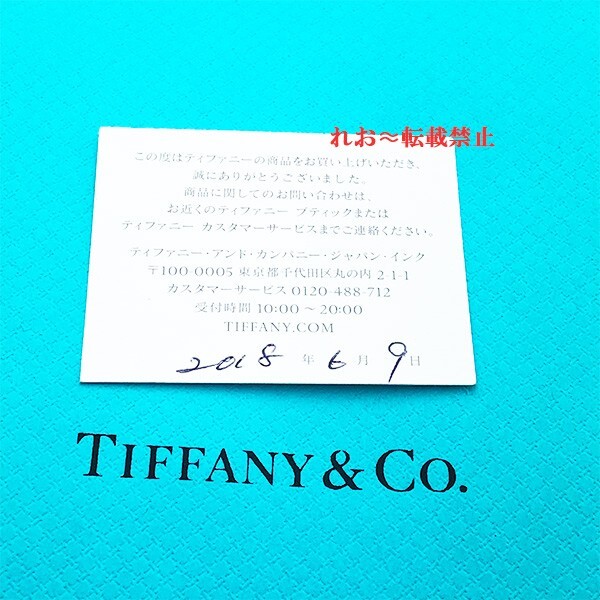 れお～転載禁止
この度はティファニーの商品をお買い上げいただき、
誠にありがとうございました。
商品に関してのお問い合わせは、
お近くのティファニー ブティックまたは
ティファニー カスタマーサービスまでご連絡ください。
ティファニー・アンド・カンパニー・ジャパン・インク
〒100-0005 東京都千代田区丸の内 2-1-1
カスタマーサービス 0120-488-712
受付時間 10:00～20:00
TIFFANY.COM
2018 年 6 月 9 日
TIFFANY & CO.